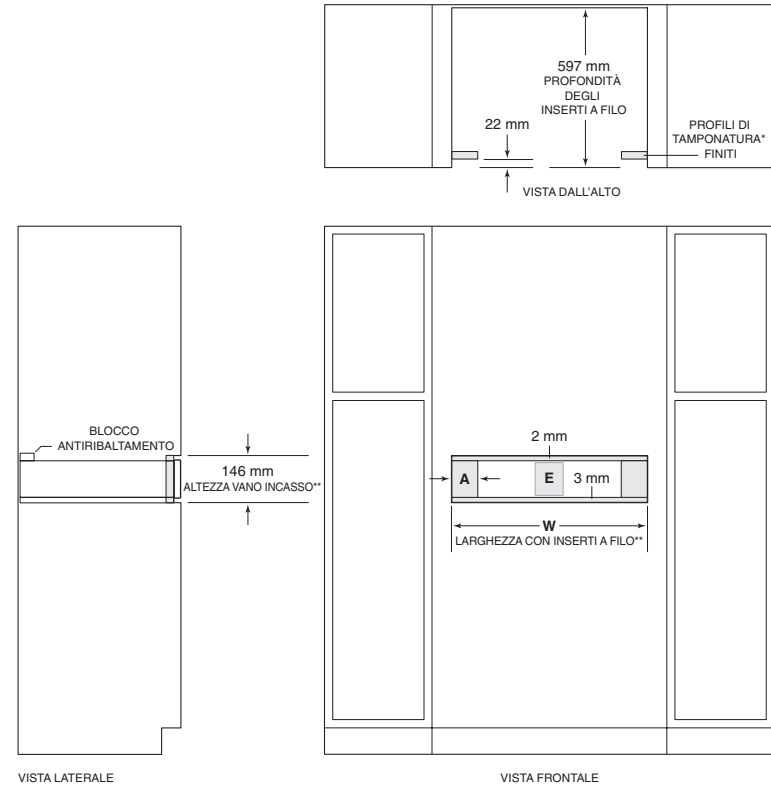 597 mm
PROFONDITÀ
DEGLI
INSERTI A FILO
22 mm
PROFILI DI
TAMPONATURA*
FINITI
VISTA DALL'ALTO
BLOCCO
ANTIRIBALTAMENTO
146 mm
ALTEZZA VANO INCASSO**
2 mm
A
E
3 mm
W
LARGHEZZA CON INSERTI A FILO**
VISTA LATERALE
VISTA FRONTALE